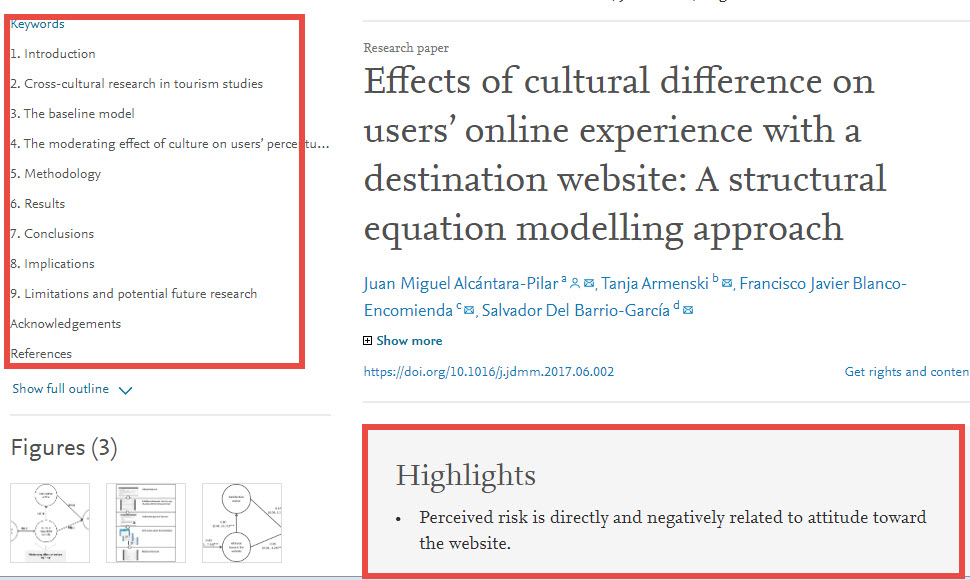 Keywords
1. Introduction
2. Cross-cultural research in tourism studies
3. The baseline model
4. The moderating effect of culture on users' perceptu...
5. Methodology
6. Results
7. Conclusions
8. Implications
9. Limitations and potential future research
Acknowledgements
References
Show full outline
Figures (3)
Research paper
Effects of cultural difference on
users' online experience with a
destination website: A structural
equation modelling approach
Juan Miguel Alcántara-Pilar a, Tanja Armenski b, Francisco Javier Blanco-
Encomienda c, Salvador Del Barrio-García d
Show more
https://doi.org/10.1016/j.jdmm.2017.06.002
Get rights and conten
Highlights
• Perceived risk is directly and negatively related to attitude toward
the website.